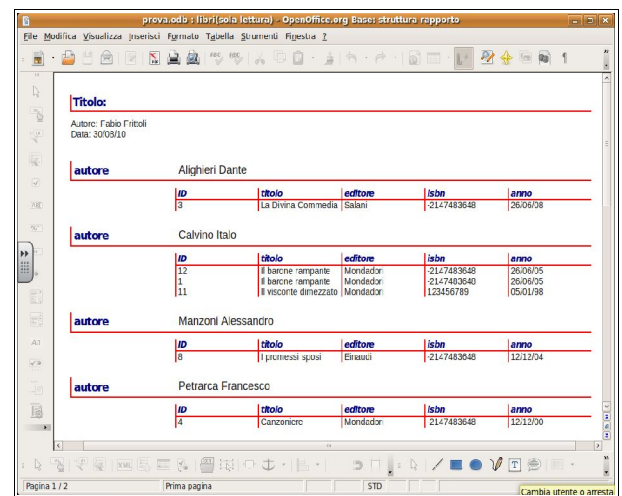 prova.odb : libri(sola lettura) - OpenOffice.org Base: struttura rapporto
File Modifica Visualizza Inserisci Formato Tabella Strumenti Finestra ?
Titolo:
Autore: Fabio Frittoli
Data: 30/08/10
autore Alighieri Dante
ID titolo editore isbn anno
3 La Divina Commedia Salani -2147483648 26/06/08
autore Calvino Italo
ID titolo editore isbn anno
12 Il barone rampante Mondadori -2147483648 26/06/05
1 Il barone rampante Mondadori -2147483648 26/06/05
11 Il visconte dimezzato Mondadori 123456789 05/01/98
autore Manzoni Alessandro
ID titolo editore isbn anno
8 I promessi sposi Einaudi -2147483648 12/12/04
autore Petrarca Francesco
ID titolo editore isbn anno
4 Canzoniere Mondadori 2147483648 12/12/00
Pagina 1 / 2 Prima pagina STD
Cambia utente o arresta